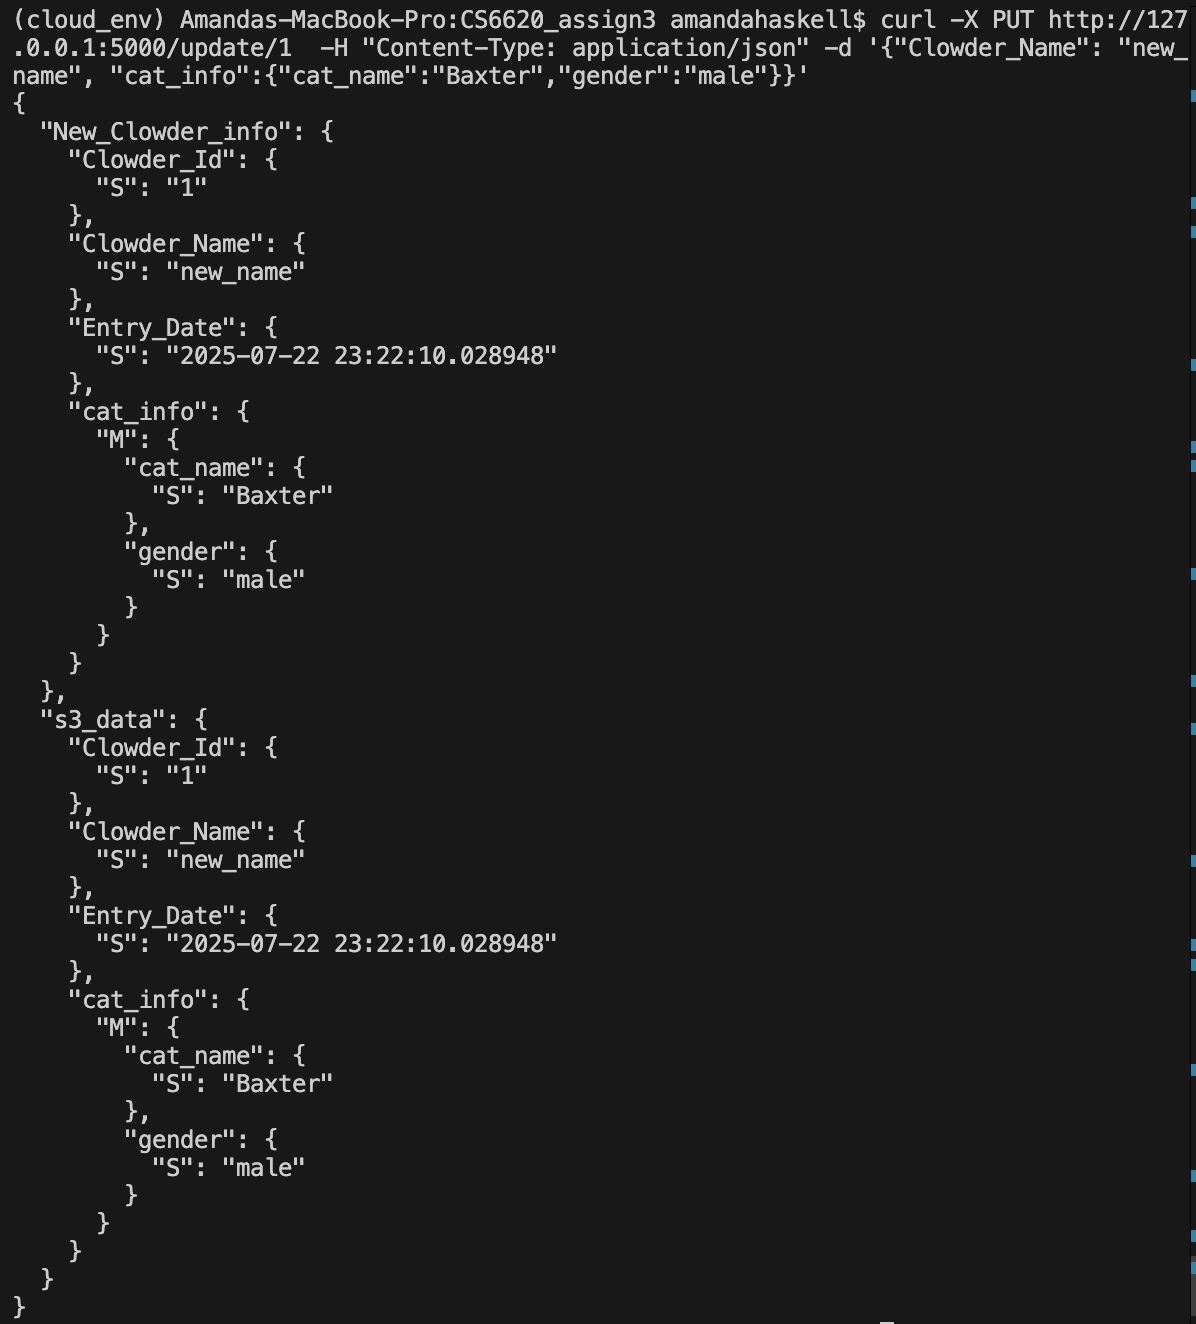 (cloud_env) Amandas-MacBook-Pro:CS6620_assign3 amandahaskell$ curl -X PUT http://127
.0.0.1:5000/update/1  -H "Content-Type: application/json" -d '{"Clowder_Name": "new_
name", "cat_info":{"cat_name":"Baxter","gender":"male"}}'
{
  "New_Clowder_info": {
    "Clowder_Id": {
      "S": "1"
    },
    "Clowder_Name": {
      "S": "new_name"
    },
    "Entry_Date": {
      "S": "2025-07-22 23:22:10.028948"
    },
    "cat_info": {
      "M": {
        "cat_name": {
          "S": "Baxter"
        },
        "gender": {
          "S": "male"
        }
      }
    }
  },
  "s3_data": {
    "Clowder_Id": {
      "S": "1"
    },
    "Clowder_Name": {
      "S": "new_name"
    },
    "Entry_Date": {
      "S": "2025-07-22 23:22:10.028948"
    },
    "cat_info": {
      "M": {
        "cat_name": {
          "S": "Baxter"
        },
        "gender": {
          "S": "male"
        }
      }
    }
  }
}